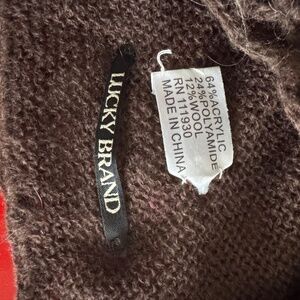 LUCKY BRAND
64%ACRYLIC
24%POLYAMIDE
12%WOOL
RN 111930
MADE IN CHINA